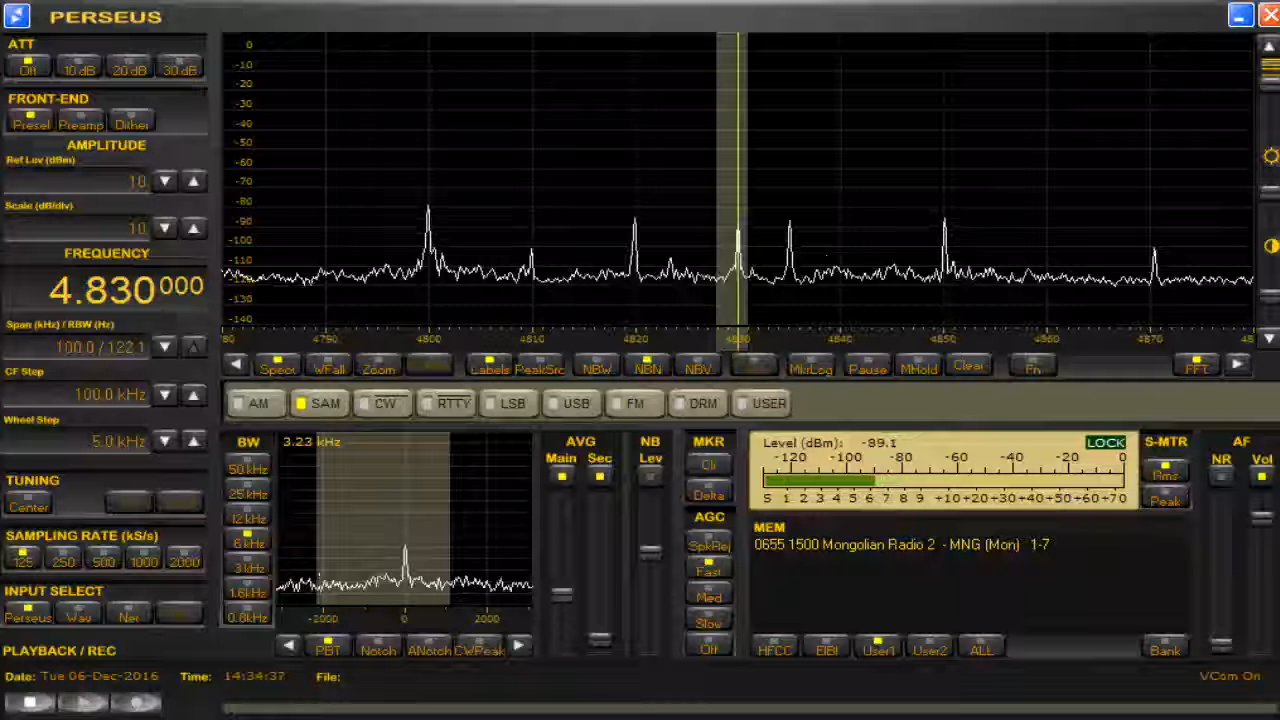 PERSEUS
ATT
Off 10 dB 20 dB 30 dB
FRONT-END
Presel Preamp Dither
AMPLITUDE
Ref Lev (dBm)
10
Scale (dB/div)
10
FREQUENCY
4.830000
Span (kHz) / RBW (Hz)
100.0 / 122.1
CF Step
100.0 kHz
Wheel Step
5.0 kHz
TUNING
Center
SAMPLING RATE (kS/s)
125 250 500 1000 2000
INPUT SELECT
Perseus Wav Net
PLAYBACK / REC
0
-10
-20
-30
-40
-50
-60
-70
-80
-90
-100
-110
-120
-130
-140
80 4790 4800 4810 4820 4830 4840 4850 4860 4870 48
Spect WFall Zoom Labels PeakSrc NBW NBN NBV MkrLog Pause MHold Clear Fn FFT
AM SAM CW RTTY LSB USB FM DRM USER
BW
50 kHz
25 kHz
12 kHz
6 kHz
3 kHz
1.6kHz
0.8kHz
3.23 kHz
-2000 0 2000
PBT Notch ANotch CWPeak
AVG
Main Sec
NB
Lev
MKR
Clr
Delta
AGC
SpkRej
Fast
Med
Slow
Off
Level (dBm): -89.1 LOCK
-120 -100 -80 -60 -40 -20 0
S 1 2 3 4 5 6 7 8 9 +10+20+30+40+50+60+70
S-MTR
Rms
Peak
AF
NR Vol
MEM
0655 1500 Mongolian Radio 2 - MNG (Mon) 1-7
HFCC EIBI User1 User2 ALL Bank
Date: Tue 06-Dec-2016 Time: 14:34:37 File: VCom On